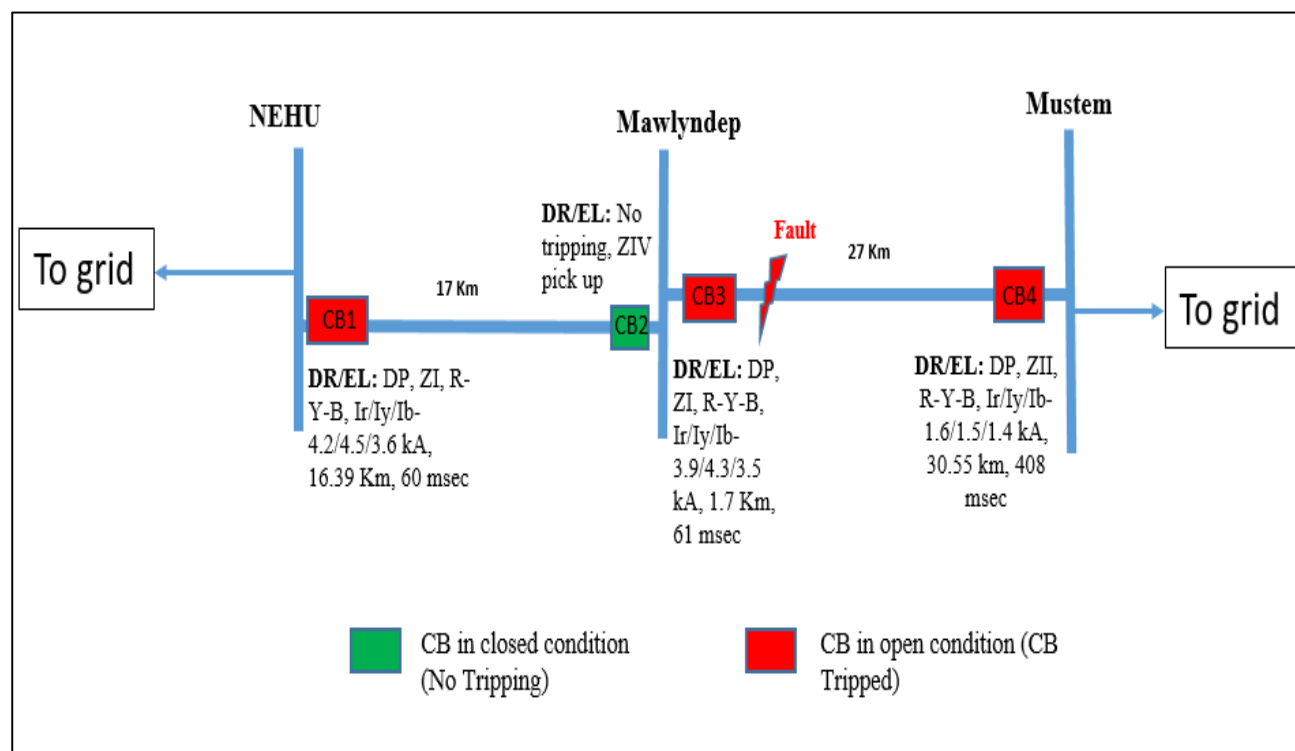 NEHU
Mawlyndep
Mustem
To grid
17 Km
DR/EL: No
tripping, ZIV
pick up
Fault
27 Km
To grid
CB1
CB2
CB3
CB4
DR/EL: DP, ZI, R-
Y-B, Ir/Iy/Ib-
4.2/4.5/3.6 kA,
16.39 Km, 60 msec
DR/EL: DP,
ZI, R-Y-B,
Ir/Iy/Ib-
3.9/4.3/3.5
kA, 1.7 Km,
61 msec
DR/EL: DP, ZII,
R-Y-B, Ir/Iy/Ib-
1.6/1.5/1.4 kA,
30.55 km, 408
msec
CB in closed condition
(No Tripping)
CB in open condition (CB
Tripped)